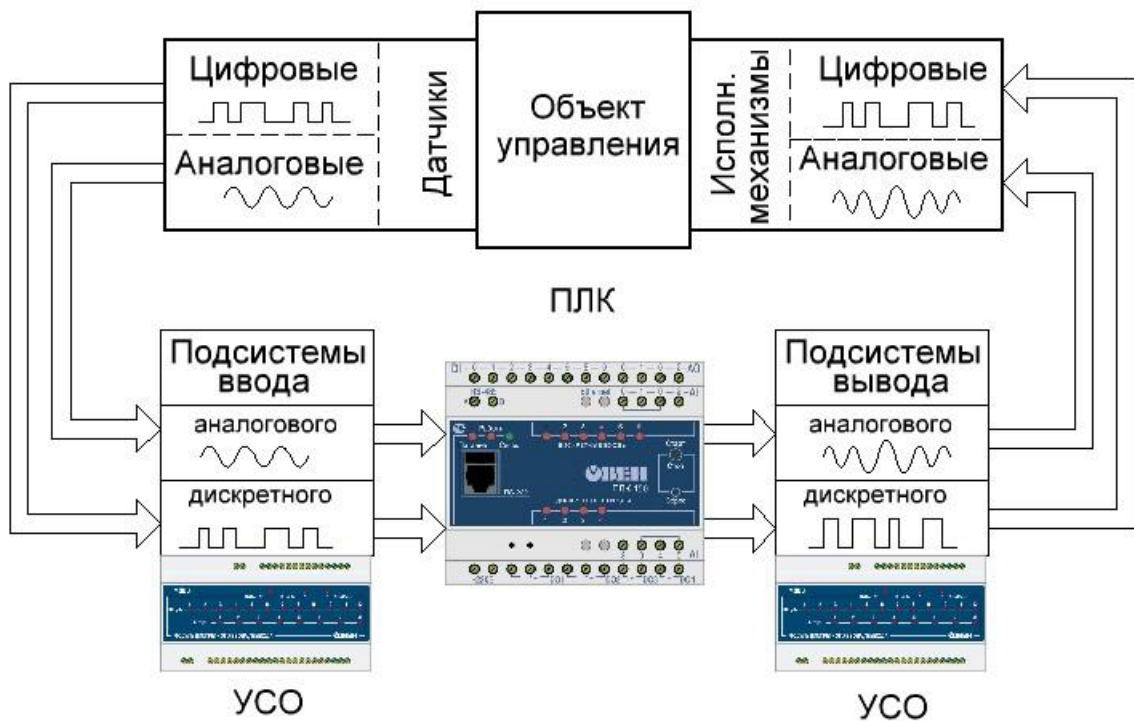 Цифровые
Аналоговые
Датчики
Объект
управления
Исполн.
механизмы
Цифровые
Аналоговые
ПЛК
Подсистемы
ввода
аналогового
дискретного
ОВЕН
Подсистемы
вывода
аналогового
дискретного
УСО
УСО